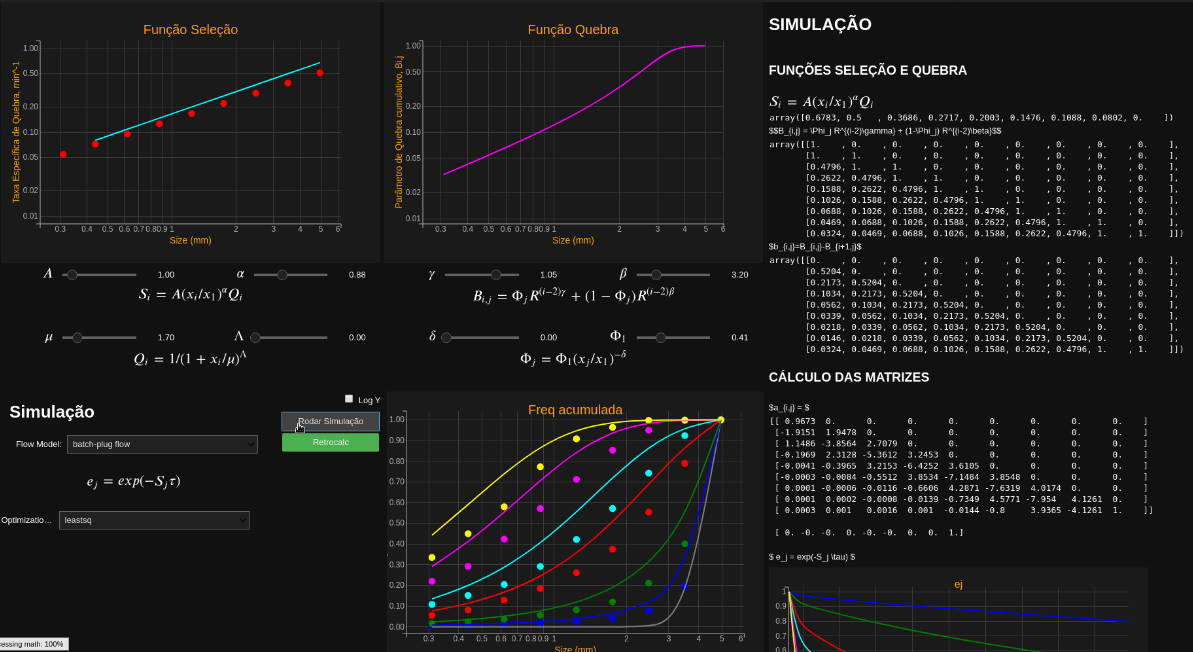 Função Seleção
Taxa Específica de Quebra, min^-1
1.00
0.50
0.10
0.05
0.02
0.01
0.3 0.4 0.5 0.6 0.7 0.8 0.9 1 2 3 4 5 6
Size (mm)
Função Quebra
Parâmetro de Quebra cumulativo, Bi,j
1.00
0.50
0.10
0.05
0.02
0.01
0.3 0.4 0.5 0.6 0.7 0.8 0.9 1 2 3 4 5 6
Size (mm)
A 1.00 α 0.88
S_i = A(x_i/x_1)^α Q_i
μ 1.70 Λ 0.00
Q_i = 1/(1 + x_i/μ)^Λ
γ 1.05 β 3.20
B_{i,j} = Φ_j R^{(i−2)γ} + (1 − Φ_j)R^{(i−2)β}
δ 0.00 Φ_1 0.41
Φ_j = Φ_1(x_j/x_1)^{−δ}
Simulação
Log Y
Rodar Simulação
Retrocalc
Flow Model: batch-plug flow
e_j = exp(−S_jτ)
Optimizatio... leastsq
essing math: 100%
Freq acumulada
1.00
0.90
0.80
0.70
0.60
0.50
0.40
0.30
0.20
0.10
0.00
0.3 0.4 0.5 0.6 0.7 0.8 0.9 1 2 3 4 5 6
Size (mm)
SIMULAÇÃO
FUNÇÕES SELEÇÃO E QUEBRA
S_i = A(x_i/x_1)^α Q_i
array([0.6783, 0.5 , 0.3686, 0.2717, 0.2003, 0.1476, 0.1088, 0.0802, 0. ])
$$B_{i,j} = \Phi_j R^{(i-2)\gamma} + (1-\Phi_j) R^{(i-2)\beta}$$
array([[1. , 0. , 0. , 0. , 0. , 0. , 0. , 0. , 0. ],
[1. , 1. , 0. , 0. , 0. , 0. , 0. , 0. , 0. ],
[0.4796, 1. , 1. , 0. , 0. , 0. , 0. , 0. , 0. ],
[0.2622, 0.4796, 1. , 1. , 0. , 0. , 0. , 0. , 0. ],
[0.1588, 0.2622, 0.4796, 1. , 1. , 0. , 0. , 0. , 0. ],
[0.1026, 0.1588, 0.2622, 0.4796, 1. , 1. , 0. , 0. , 0. ],
[0.0688, 0.1026, 0.1588, 0.2622, 0.4796, 1. , 1. , 0. , 0. ],
[0.0469, 0.0688, 0.1026, 0.1588, 0.2622, 0.4796, 1. , 1. , 0. ],
[0.0324, 0.0469, 0.0688, 0.1026, 0.1588, 0.2622, 0.4796, 1. , 1. ]])
$b_{i,j}=B_{i,j}-B_{i+1,j}$
array([[0. , 0. , 0. , 0. , 0. , 0. , 0. , 0. , 0. ],
[0.5204, 0. , 0. , 0. , 0. , 0. , 0. , 0. , 0. ],
[0.2173, 0.5204, 0. , 0. , 0. , 0. , 0. , 0. , 0. ],
[0.1034, 0.2173, 0.5204, 0. , 0. , 0. , 0. , 0. , 0. ],
[0.0562, 0.1034, 0.2173, 0.5204, 0. , 0. , 0. , 0. , 0. ],
[0.0339, 0.0562, 0.1034, 0.2173, 0.5204, 0. , 0. , 0. , 0. ],
[0.0218, 0.0339, 0.0562, 0.1034, 0.2173, 0.5204, 0. , 0. , 0. ],
[0.0146, 0.0218, 0.0339, 0.0562, 0.1034, 0.2173, 0.5204, 0. , 0. ],
[0.0324, 0.0469, 0.0688, 0.1026, 0.1588, 0.2622, 0.4796, 1. , 1. ]])
CÁLCULO DAS MATRIZES
$a_{i,j} = $
[[ 0.9673 0. 0. 0. 0. 0. 0. 0. 0. ]
[-1.9151 1.9478 0. 0. 0. 0. 0. 0. 0. ]
[ 1.1486 -3.8564 2.7079 0. 0. 0. 0. 0. 0. ]
[-0.1969 2.3128 -5.3612 3.2453 0. 0. 0. 0. 0. ]
[-0.0041 -0.3965 3.2153 -6.4252 3.6105 0. 0. 0. 0. ]
[-0.0003 -0.0084 -0.5512 3.8534 -7.1484 3.8548 0. 0. 0. ]
[ 0.0001 -0.0006 -0.0116 -0.6606 4.2871 -7.6319 4.0174 0. 0. ]
[ 0.0001 0.0002 -0.0008 -0.0139 -0.7349 4.5771 -7.954 4.1261 0. ]
[ 0.0003 0.001 0.0016 0.001 -0.0144 -0.8 3.9365 -4.1261 1. ]]
[ 0. -0. -0. 0. -0. 0. 0. 0. 1.]
$ e_j = exp(-S_j \tau) $
ej
1
0.9
0.8
0.7
0.6